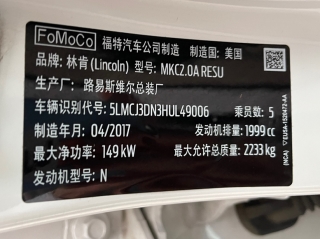 FoMoCo 福特汽车公司制造 制造国: 美国
品牌: 林肯(Lincoln) 型号: MKC2.0A RESU
生产厂: 路易斯维尔总装厂
车辆识别代号: 5LMCJ3DN3HUL49006 乘员数: 5
制造年月: 04/2017 发动机排量: 1999 cc
最大净功率: 149 kW 最大允许总质量: 2233 kg
发动机型号: N (NCA)